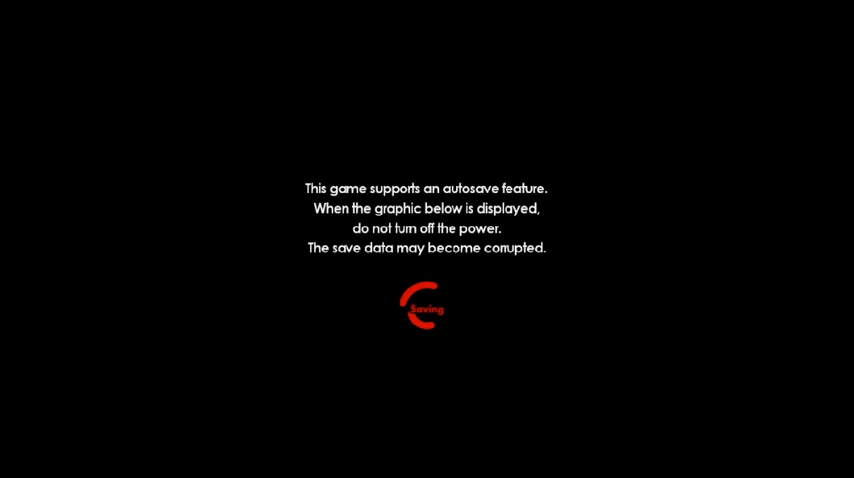 This game supports an autosave feature.
When the graphic below is displayed,
do not turn off the power.
The save data may become corrupted.
Saving